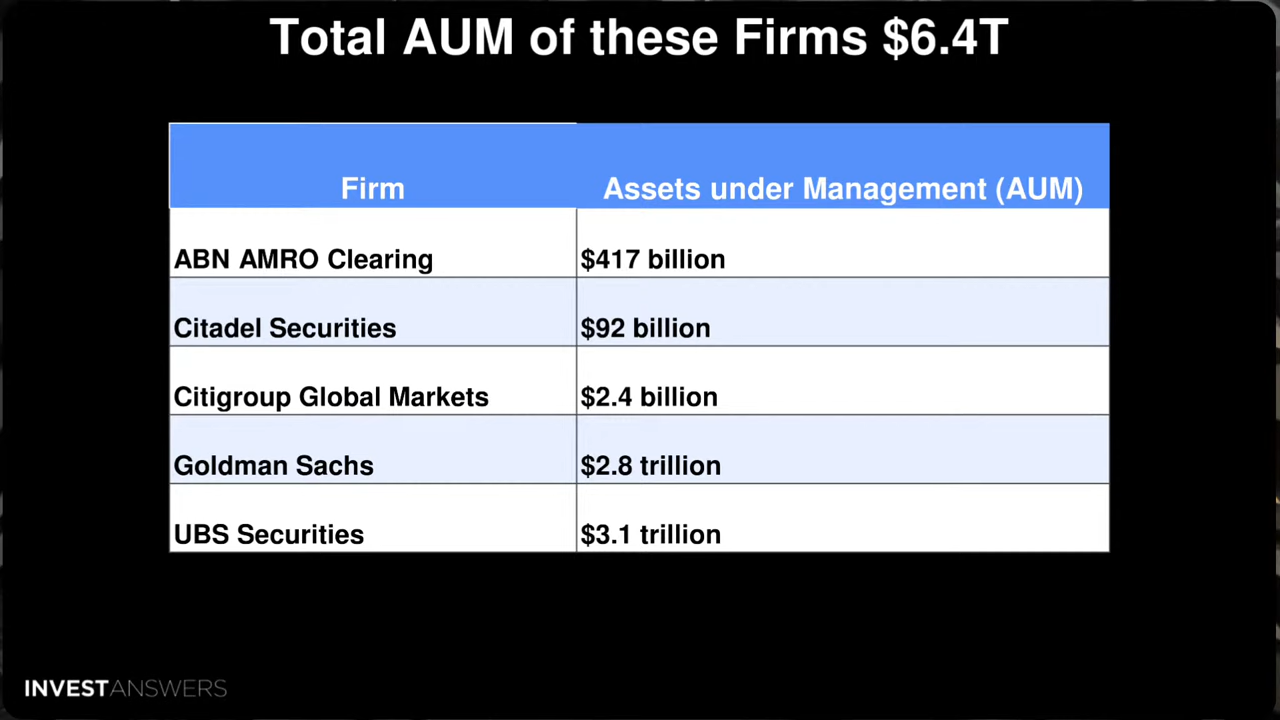 Total AUM of these Firms $6.4T
Firm Assets under Management (AUM)
ABN AMRO Clearing $417 billion
Citadel Securities $92 billion
Citigroup Global Markets $2.4 billion
Goldman Sachs $2.8 trillion
UBS Securities $3.1 trillion
INVESTANSWERS